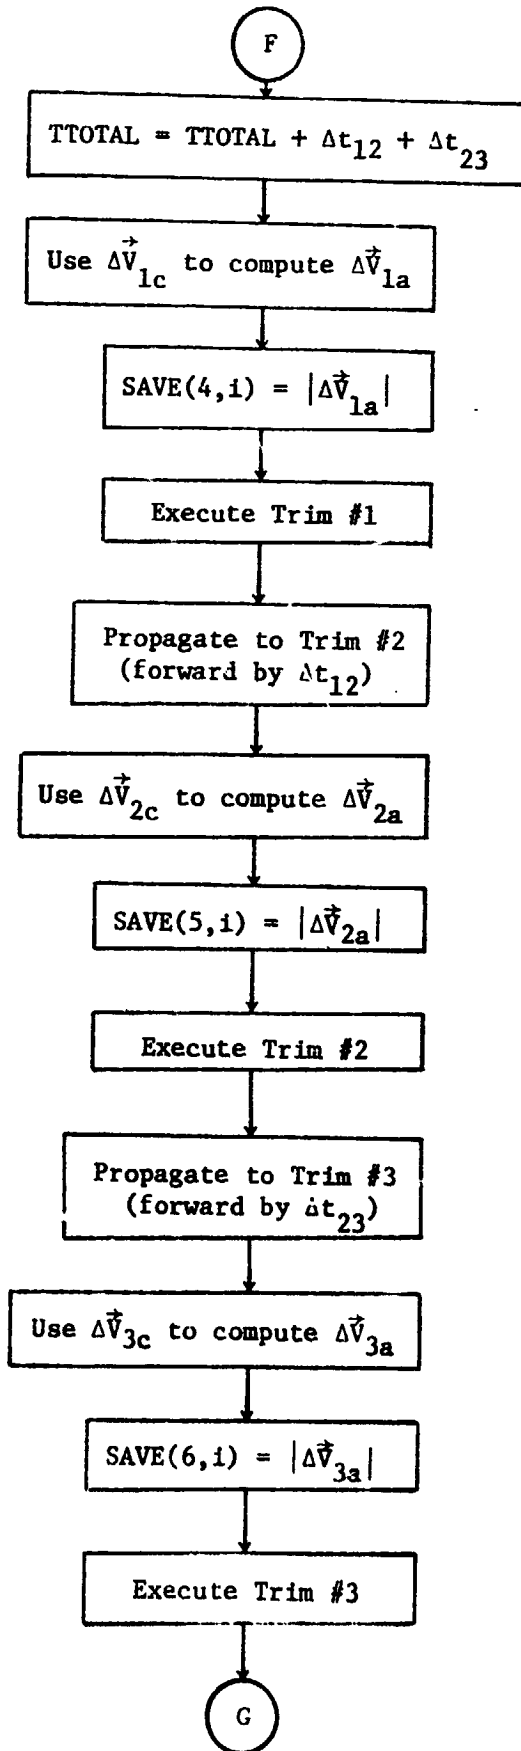 F
TTOTAL = TTOTAL + Δt₁₂ + Δt₂₃
Use ΔV⃗₁c to compute ΔV⃗₁a
SAVE(4,i) = |ΔV⃗₁a|
Execute Trim #1
Propagate to Trim #2
(forward by Δt₁₂)
Use ΔV⃗₂c to compute ΔV⃗₂a
SAVE(5,i) = |ΔV⃗₂a|
Execute Trim #2
Propagate to Trim #3
(forward by Δt₂₃)
Use ΔV⃗₃c to compute ΔV⃗₃a
SAVE(6,i) = |ΔV⃗₃a|
Execute Trim #3
G